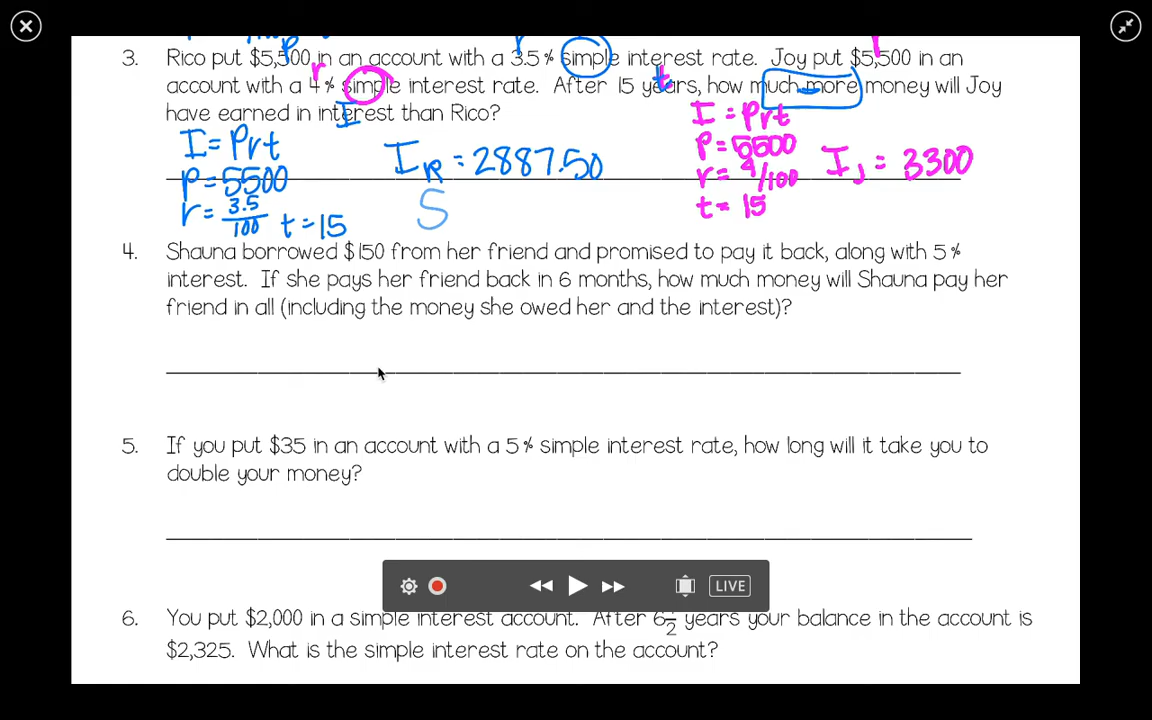 3. Rico put $5,500 in an account with a 3.5% simple interest rate. Joy put $5,500 in an
account with a 4% simple interest rate. After 15 years, how much more money will Joy
have earned in interest than Rico?
r
r
t
I
I = Prt
P = 5500
r = 3.5/100 t = 15
I_R = 2887.50
S
I = Prt
P = 5500
r = 4/100
t = 15
I_J = 3300
4. Shauna borrowed $150 from her friend and promised to pay it back, along with 5%
interest. If she pays her friend back in 6 months, how much money will Shauna pay her
friend in all (including the money she owed her and the interest)?
5. If you put $35 in an account with a 5% simple interest rate, how long will it take you to
double your money?
LIVE
6. You put $2,000 in a simple interest account. After 6 /2 years your balance in the account is
$2,325. What is the simple interest rate on the account?